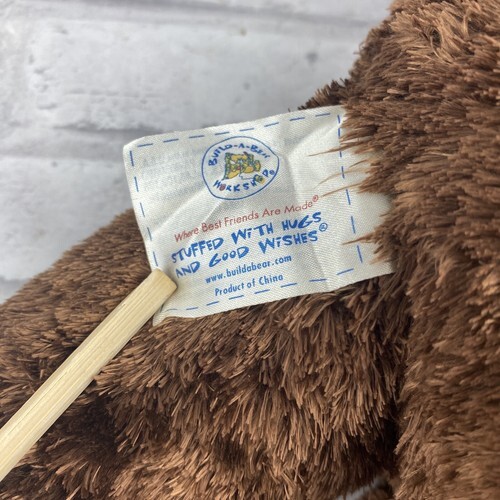 BUILD-A-BEAR
WORKSHOP®
Where Best Friends Are Made®
STUFFED WITH HUGS
AND GOOD WISHES®
www.buildabear.com
Product of China